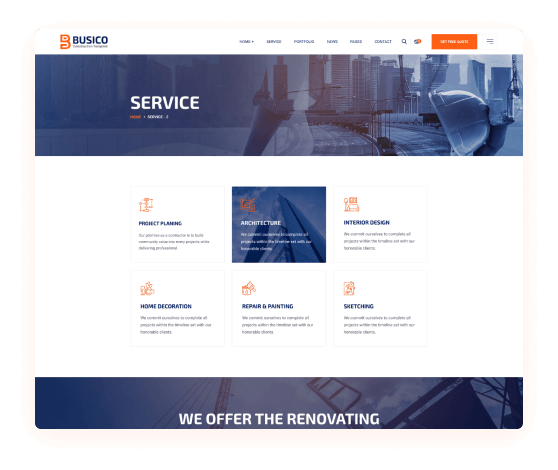 BUSICO
Construction Template
HOME +
SERVICE
PORTFOLIO
NEWS
PAGES
CONTACT
GET FREE QUOTE
SERVICE
HOME
SERVICE - 2
PROJECT PLANING
Our promise as a contractor is to build
community value into every projects while
delivering professional
ARCHITECTURE
We commit ourselves to complete all
projects within the timeline set with our
honorable clients.
INTERIOR DESIGN
We commit ourselves to complete all
projects within the timeline set with our
honorable clients.
HOME DECORATION
We commit ourselves to complete all
projects within the timeline set with our
honorable clients.
REPAIR & PAINTING
We commit ourselves to complete all
projects within the timeline set with our
honorable clients.
SKETCHING
We commit ourselves to complete all
projects within the timeline set with our
honorable clients.
WE OFFER THE RENOVATING